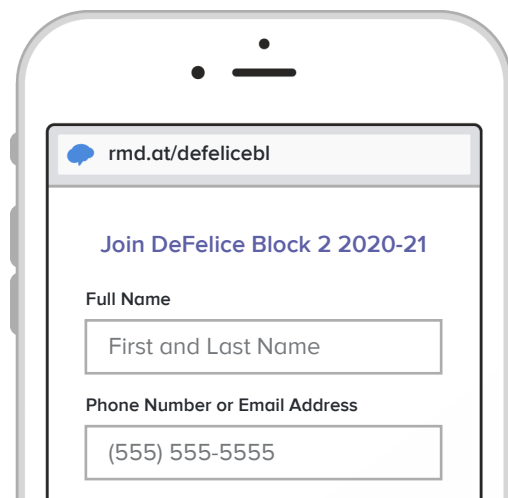 rmd.at/defelicebl
Join DeFelice Block 2 2020-21
Full Name
First and Last Name
Phone Number or Email Address
(555) 555-5555